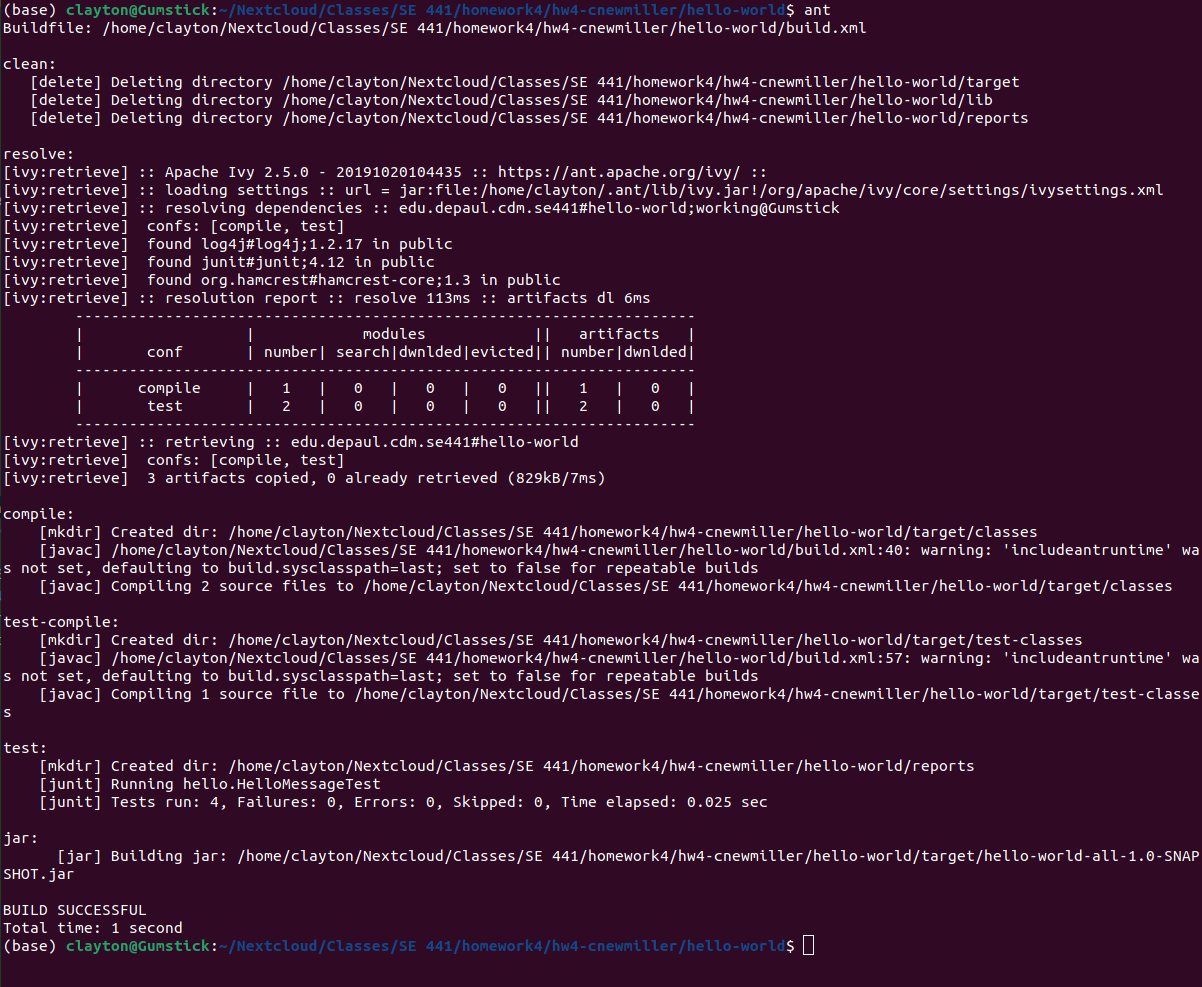 (base) clayton@Gumstick:~/Nextcloud/Classes/SE 441/homework4/hw4-cnewmiller/hello-world$ ant
Buildfile: /home/clayton/Nextcloud/Classes/SE 441/homework4/hw4-cnewmiller/hello-world/build.xml

clean:
   [delete] Deleting directory /home/clayton/Nextcloud/Classes/SE 441/homework4/hw4-cnewmiller/hello-world/target
   [delete] Deleting directory /home/clayton/Nextcloud/Classes/SE 441/homework4/hw4-cnewmiller/hello-world/lib
   [delete] Deleting directory /home/clayton/Nextcloud/Classes/SE 441/homework4/hw4-cnewmiller/hello-world/reports

resolve:
[ivy:retrieve] :: Apache Ivy 2.5.0 - 20191020104435 :: https://ant.apache.org/ivy/ ::
[ivy:retrieve] :: loading settings :: url = jar:file:/home/clayton/.ant/lib/ivy.jar!/org/apache/ivy/core/settings/ivysettings.xml
[ivy:retrieve] :: resolving dependencies :: edu.depaul.cdm.se441#hello-world;working@Gumstick
[ivy:retrieve]  confs: [compile, test]
[ivy:retrieve]  found log4j#log4j;1.2.17 in public
[ivy:retrieve]  found junit#junit;4.12 in public
[ivy:retrieve]  found org.hamcrest#hamcrest-core;1.3 in public
[ivy:retrieve] :: resolution report :: resolve 113ms :: artifacts dl 6ms
        ---------------------------------------------------------------------
        |                  |            modules            ||   artifacts   |
        |       conf       | number| search|dwnlded|evicted|| number|dwnlded|
        ---------------------------------------------------------------------
        |      compile     |   1   |   0   |   0   |   0   ||   1   |   0   |
        |       test       |   2   |   0   |   0   |   0   ||   2   |   0   |
        ---------------------------------------------------------------------
[ivy:retrieve] :: retrieving :: edu.depaul.cdm.se441#hello-world
[ivy:retrieve]  confs: [compile, test]
[ivy:retrieve]  3 artifacts copied, 0 already retrieved (829kB/7ms)

compile:
    [mkdir] Created dir: /home/clayton/Nextcloud/Classes/SE 441/homework4/hw4-cnewmiller/hello-world/target/classes
    [javac] /home/clayton/Nextcloud/Classes/SE 441/homework4/hw4-cnewmiller/hello-world/build.xml:40: warning: 'includeantruntime' wa
s not set, defaulting to build.sysclasspath=last; set to false for repeatable builds
    [javac] Compiling 2 source files to /home/clayton/Nextcloud/Classes/SE 441/homework4/hw4-cnewmiller/hello-world/target/classes

test-compile:
    [mkdir] Created dir: /home/clayton/Nextcloud/Classes/SE 441/homework4/hw4-cnewmiller/hello-world/target/test-classes
    [javac] /home/clayton/Nextcloud/Classes/SE 441/homework4/hw4-cnewmiller/hello-world/build.xml:57: warning: 'includeantruntime' wa
s not set, defaulting to build.sysclasspath=last; set to false for repeatable builds
    [javac] Compiling 1 source file to /home/clayton/Nextcloud/Classes/SE 441/homework4/hw4-cnewmiller/hello-world/target/test-classe
s

test:
    [mkdir] Created dir: /home/clayton/Nextcloud/Classes/SE 441/homework4/hw4-cnewmiller/hello-world/reports
    [junit] Running hello.HelloMessageTest
    [junit] Tests run: 4, Failures: 0, Errors: 0, Skipped: 0, Time elapsed: 0.025 sec

jar:
      [jar] Building jar: /home/clayton/Nextcloud/Classes/SE 441/homework4/hw4-cnewmiller/hello-world/target/hello-world-all-1.0-SNAP
SHOT.jar

BUILD SUCCESSFUL
Total time: 1 second
(base) clayton@Gumstick:~/Nextcloud/Classes/SE 441/homework4/hw4-cnewmiller/hello-world$